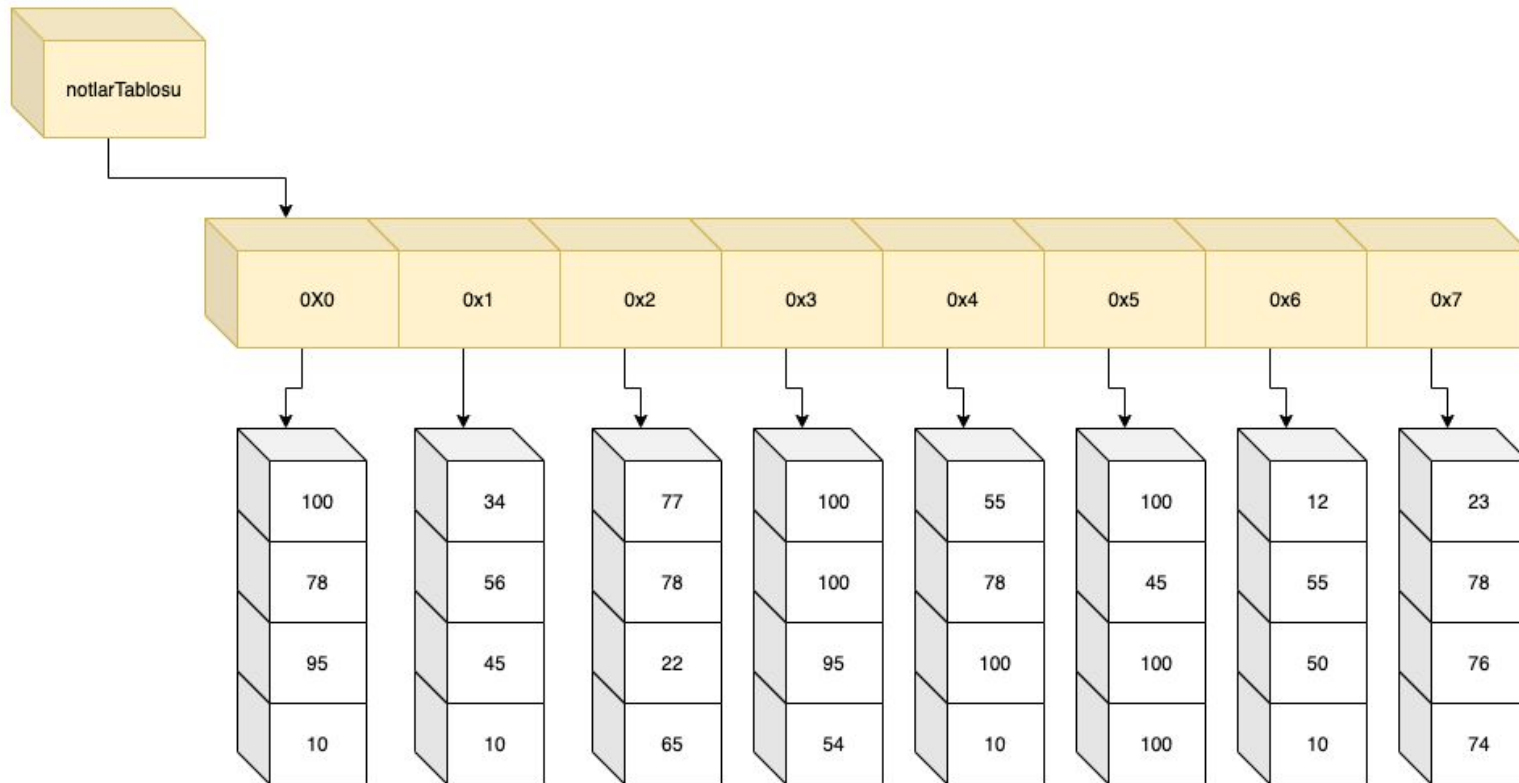 notlarTablosu
0X0 0x1 0x2 0x3 0x4 0x5 0x6 0x7
100 34 77 100 55 100 12 23
78 56 78 100 78 45 55 78
95 45 22 95 100 100 50 76
10 10 65 54 10 100 10 74